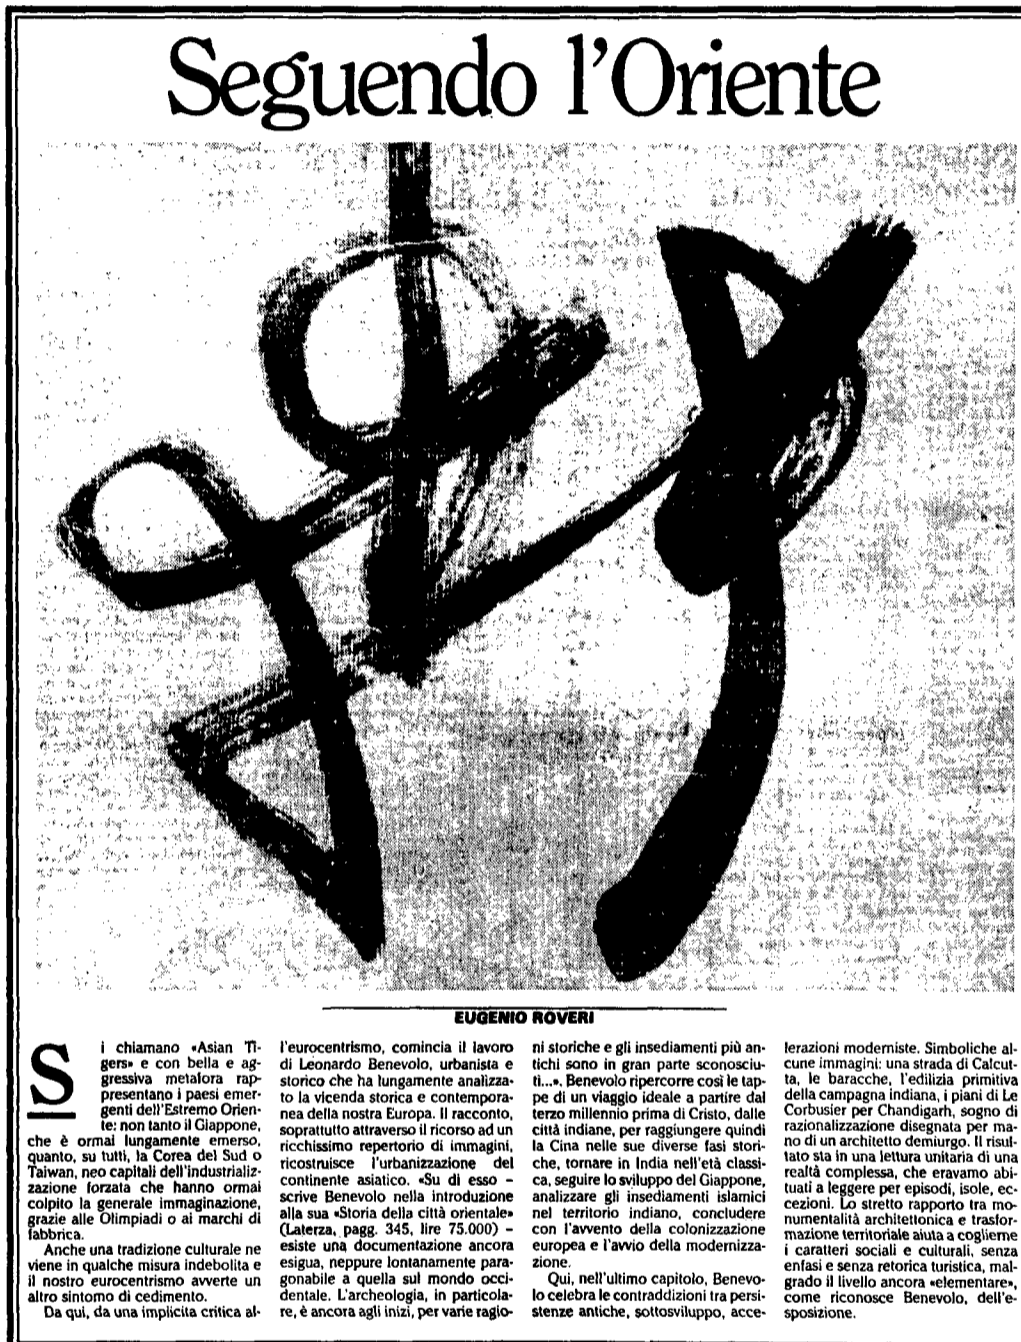 Seguendo l'Oriente
EUGENIO ROVERI
Si chiamano «Asian Ti-
gers» e con bella e ag-
gressiva metafora rap-
presentano i paesi emer-
genti dell'Estremo Orien-
te: non tanto il Giappone,
che è ormai lungamente emerso,
quanto, su tutti, la Corea del Sud o
Taiwan, neo capitali dell'industrializ-
zazione forzata che hanno ormai
colpito la generale immaginazione,
grazie alle Olimpiadi o ai marchi di
fabbrica.
Anche una tradizione culturale ne
viene in qualche misura indebolita e
il nostro eurocentrismo avverte un
altro sintomo di cedimento.
Da qui, da una implicita critica al-
l'eurocentrismo, comincia il lavoro
di Leonardo Benevolo, urbanista e
storico che ha lungamente analizza-
to la vicenda storica e contempora-
nea della nostra Europa. Il racconto,
soprattutto attraverso il ricorso ad un
ricchissimo repertorio di immagini,
ricostruisce l'urbanizzazione del
continente asiatico. «Su di esso -
scrive Benevolo nella introduzione
alla sua «Storia della città orientale»
(Laterza, pagg. 345, lire 75.000) -
esiste una documentazione ancora
esigua, neppure lontanamente para-
gonabile a quella sul mondo occi-
dentale. L'archeologia, in particola-
re, è ancora agli inizi, per varie ragio-
ni storiche e gli insediamenti più an-
tichi sono in gran parte sconosciu-
ti...». Benevolo ripercorre così le tap-
pe di un viaggio ideale a partire dal
terzo millennio prima di Cristo, dalle
città indiane, per raggiungere quindi
la Cina nelle sue diverse fasi stori-
che, tornare in India nell'età classi-
ca, seguire lo sviluppo del Giappone,
analizzare gli insediamenti islamici
nel territorio indiano, concludere
con l'avvento della colonizzazione
europea e l'avvio della modernizza-
zione.
Qui, nell'ultimo capitolo, Benevo-
lo celebra le contraddizioni tra persi-
stenze antiche, sottosviluppo, acce-
lerazioni moderniste. Simboliche al-
cune immagini: una strada di Calcut-
ta, le baracche, l'edilizia primitiva
della campagna indiana, i piani di Le
Corbusier per Chandigarh, sogno di
razionalizzazione disegnata per ma-
no di un architetto demiurgo. Il risul-
tato sta in una lettura unitaria di una
realtà complessa, che eravamo abi-
tuati a leggere per episodi, isole, ec-
cezioni. Lo stretto rapporto tra mo-
numentalità architettonica e trasfor-
mazione territoriale aiuta a coglierne
i caratteri sociali e culturali, senza
enfasi e senza retorica turistica, mal-
grado il livello ancora «elementare»,
come riconosce Benevolo, dell'e-
sposizione.